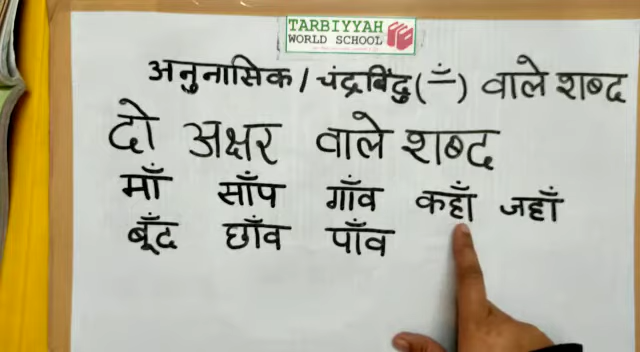 TARBIYYAH
WORLD SCHOOL
अनुनासिक / चंद्रबिंदु ( ँ ) वाले शब्द
दो अक्षर वाले शब्द
माँ साँप गाँव कहाँ जहाँ
बूँद छाँव पाँव